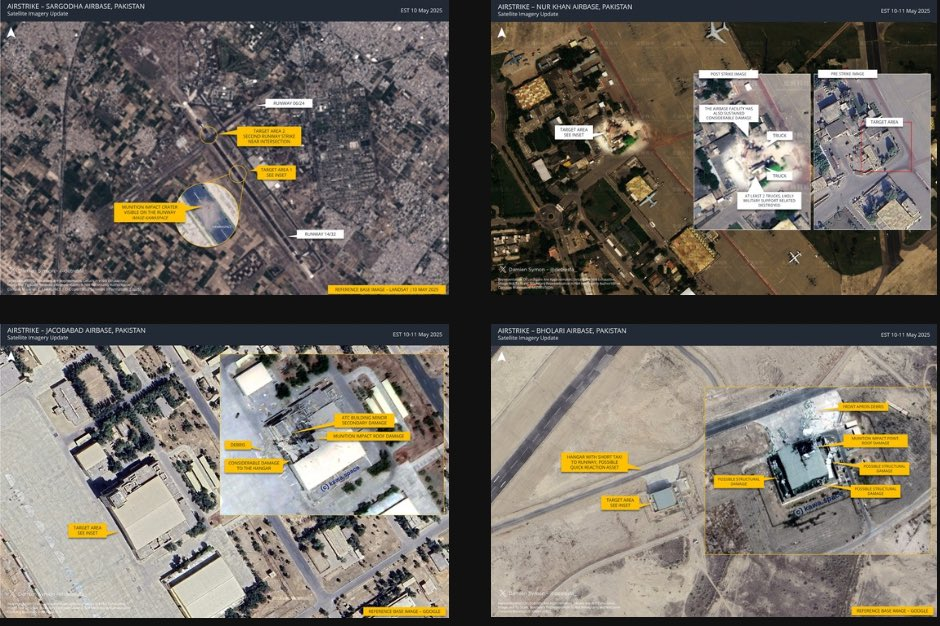 AIRSTRIKE – SARGODHA AIRBASE, PAKISTAN
Satellite Imagery Update
EST 10 May 2025
RUNWAY 06/24
TARGET AREA 2
SECOND RUNWAY STRIKE
NEAR INTERSECTION
TARGET AREA 1
SEE INSET
MUNITION IMPACT CRATER
VISIBLE ON THE RUNWAY
IMAGE-KAWASPACE
RUNWAY 14/32
Damien Symon
REFERENCE BASE IMAGE – LANDSAT | 10 MAY 2025
AIRSTRIKE – NUR KHAN AIRBASE, PAKISTAN
Satellite Imagery Update
EST 10-11 May 2025
POST STRIKE IMAGE
PRE STRIKE IMAGE
THE AIRBASE FACILITY HAS
ALSO SUSTAINED
CONSIDERABLE DAMAGE
TARGET AREA
SEE INSET
TRUCK
TRUCK
TARGET AREA
AT LEAST 2 TRUCKS, LIKELY
MILITARY SUPPORT RELATED
DESTROYED
Damien Symon
AIRSTRIKE – JACOBABAD AIRBASE, PAKISTAN
Satellite Imagery Update
EST 10-11 May 2025
ATC BUILDING MINOR
SECONDARY DAMAGE
MUNITION IMPACT ROOF DAMAGE
DEBRIS
CONSIDERABLE DAMAGE
TO THE HANGAR
(c) kawa.space
TARGET AREA
SEE INSET
Damien Symon
REFERENCE BASE IMAGE – GOOGLE
AIRSTRIKE – BHOLARI AIRBASE, PAKISTAN
Satellite Imagery Update
EST 10-11 May 2025
FRONT APRON DEBRIS
MUNITION IMPACT POINT
ROOF DAMAGE
HANGAR WITH SHORT TAXI
TO RUNWAY, POSSIBLE
QUICK REACTION ASSET
POSSIBLE STRUCTURAL
DAMAGE
POSSIBLE STRUCTURAL
DAMAGE
POSSIBLE STRUCTURAL
DAMAGE
TARGET AREA
SEE INSET
(c) kawa.space
Damien Symon
REFERENCE BASE IMAGE – GOOGLE